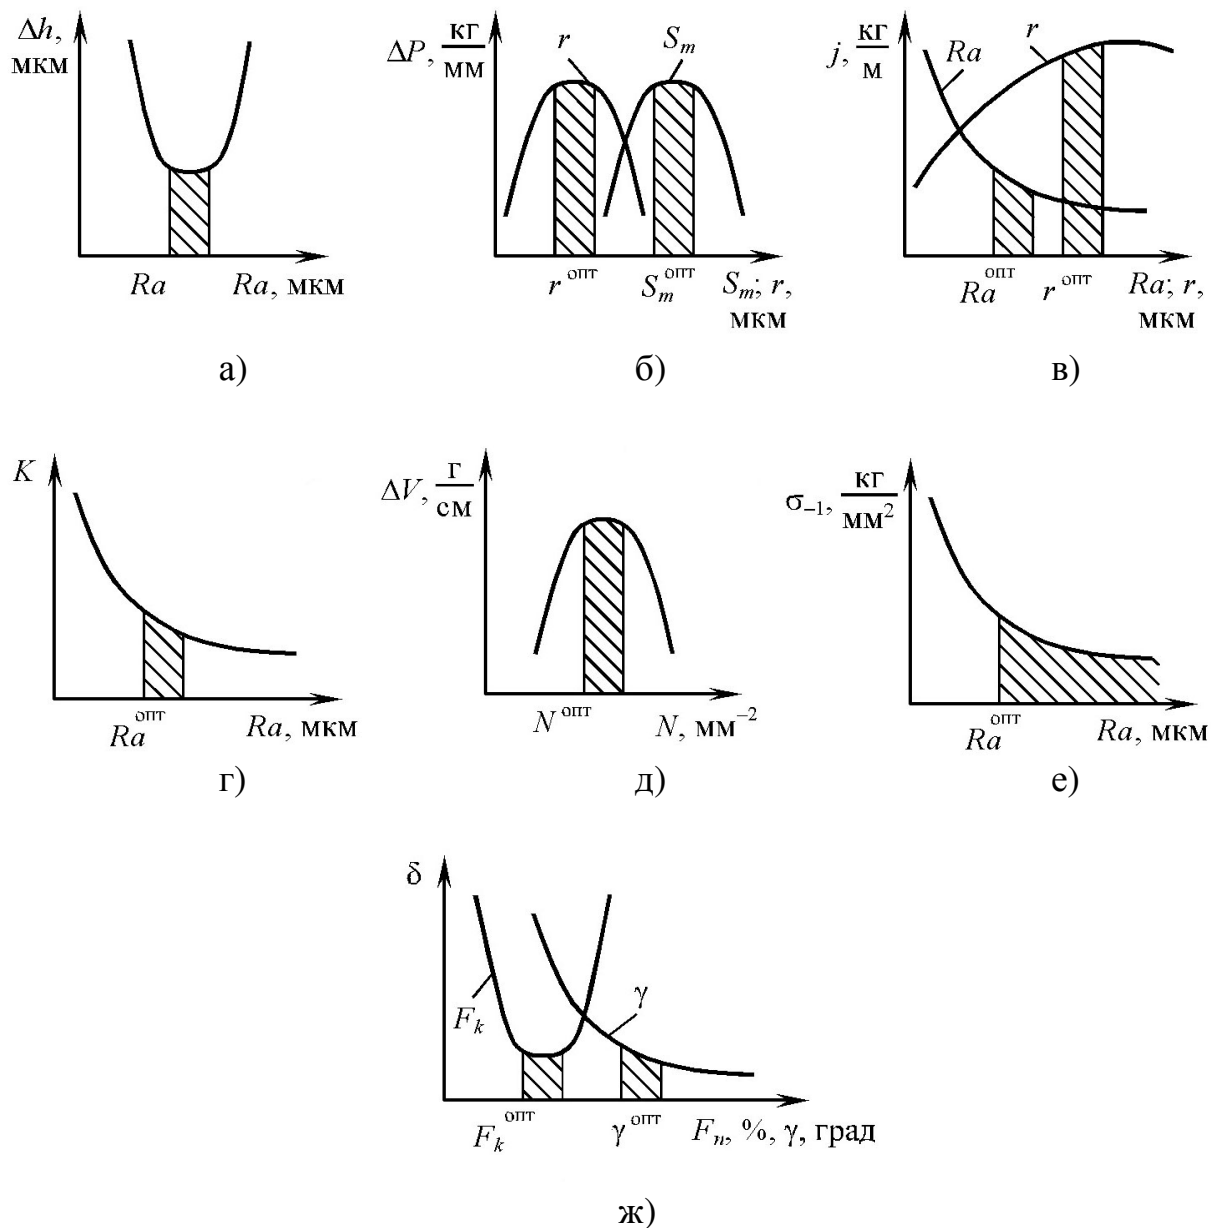 Δh,
мкм
Ra
Ra, мкм
а)
ΔP, кг/мм
r
S_m
r^опт
S_m^опт
S_m; r,
мкм
б)
j, кг/м
Ra
r
Ra^опт
r^опт
Ra; r,
мкм
в)
K
Ra^опт
Ra, мкм
г)
ΔV, г/см
N^опт
N, мм^–2
д)
σ_–1, кг/мм^2
Ra^опт
Ra, мкм
е)
δ
F_k
γ
F_k^опт
γ^опт
F_n, %, γ, град
ж)